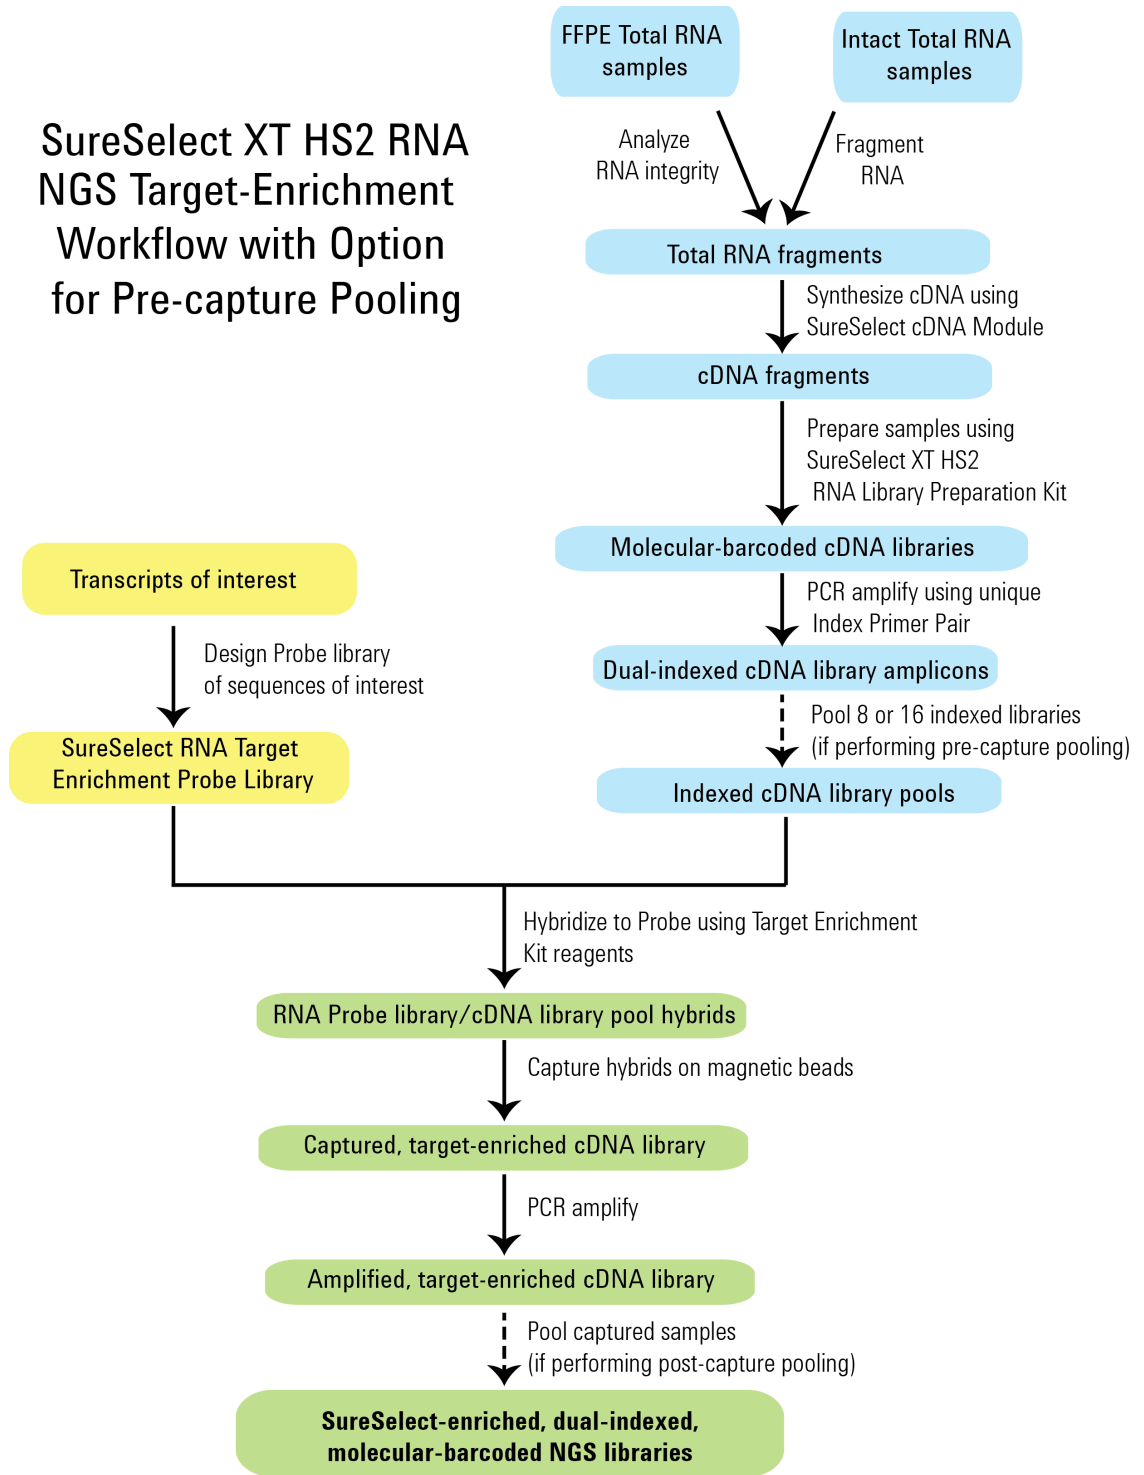 SureSelect XT HS2 RNA
NGS Target-Enrichment
Workflow with Option
for Pre-capture Pooling
FFPE Total RNA
samples
Intact Total RNA
samples
Analyze
RNA integrity
Fragment
RNA
Total RNA fragments
Synthesize cDNA using
SureSelect cDNA Module
cDNA fragments
Prepare samples using
SureSelect XT HS2
RNA Library Preparation Kit
Molecular-barcoded cDNA libraries
PCR amplify using unique
Index Primer Pair
Dual-indexed cDNA library amplicons
Pool 8 or 16 indexed libraries
(if performing pre-capture pooling)
Indexed cDNA library pools
Transcripts of interest
Design Probe library
of sequences of interest
SureSelect RNA Target
Enrichment Probe Library
Hybridize to Probe using Target Enrichment
Kit reagents
RNA Probe library/cDNA library pool hybrids
Capture hybrids on magnetic beads
Captured, target-enriched cDNA library
PCR amplify
Amplified, target-enriched cDNA library
Pool captured samples
(if performing post-capture pooling)
SureSelect-enriched, dual-indexed,
molecular-barcoded NGS libraries